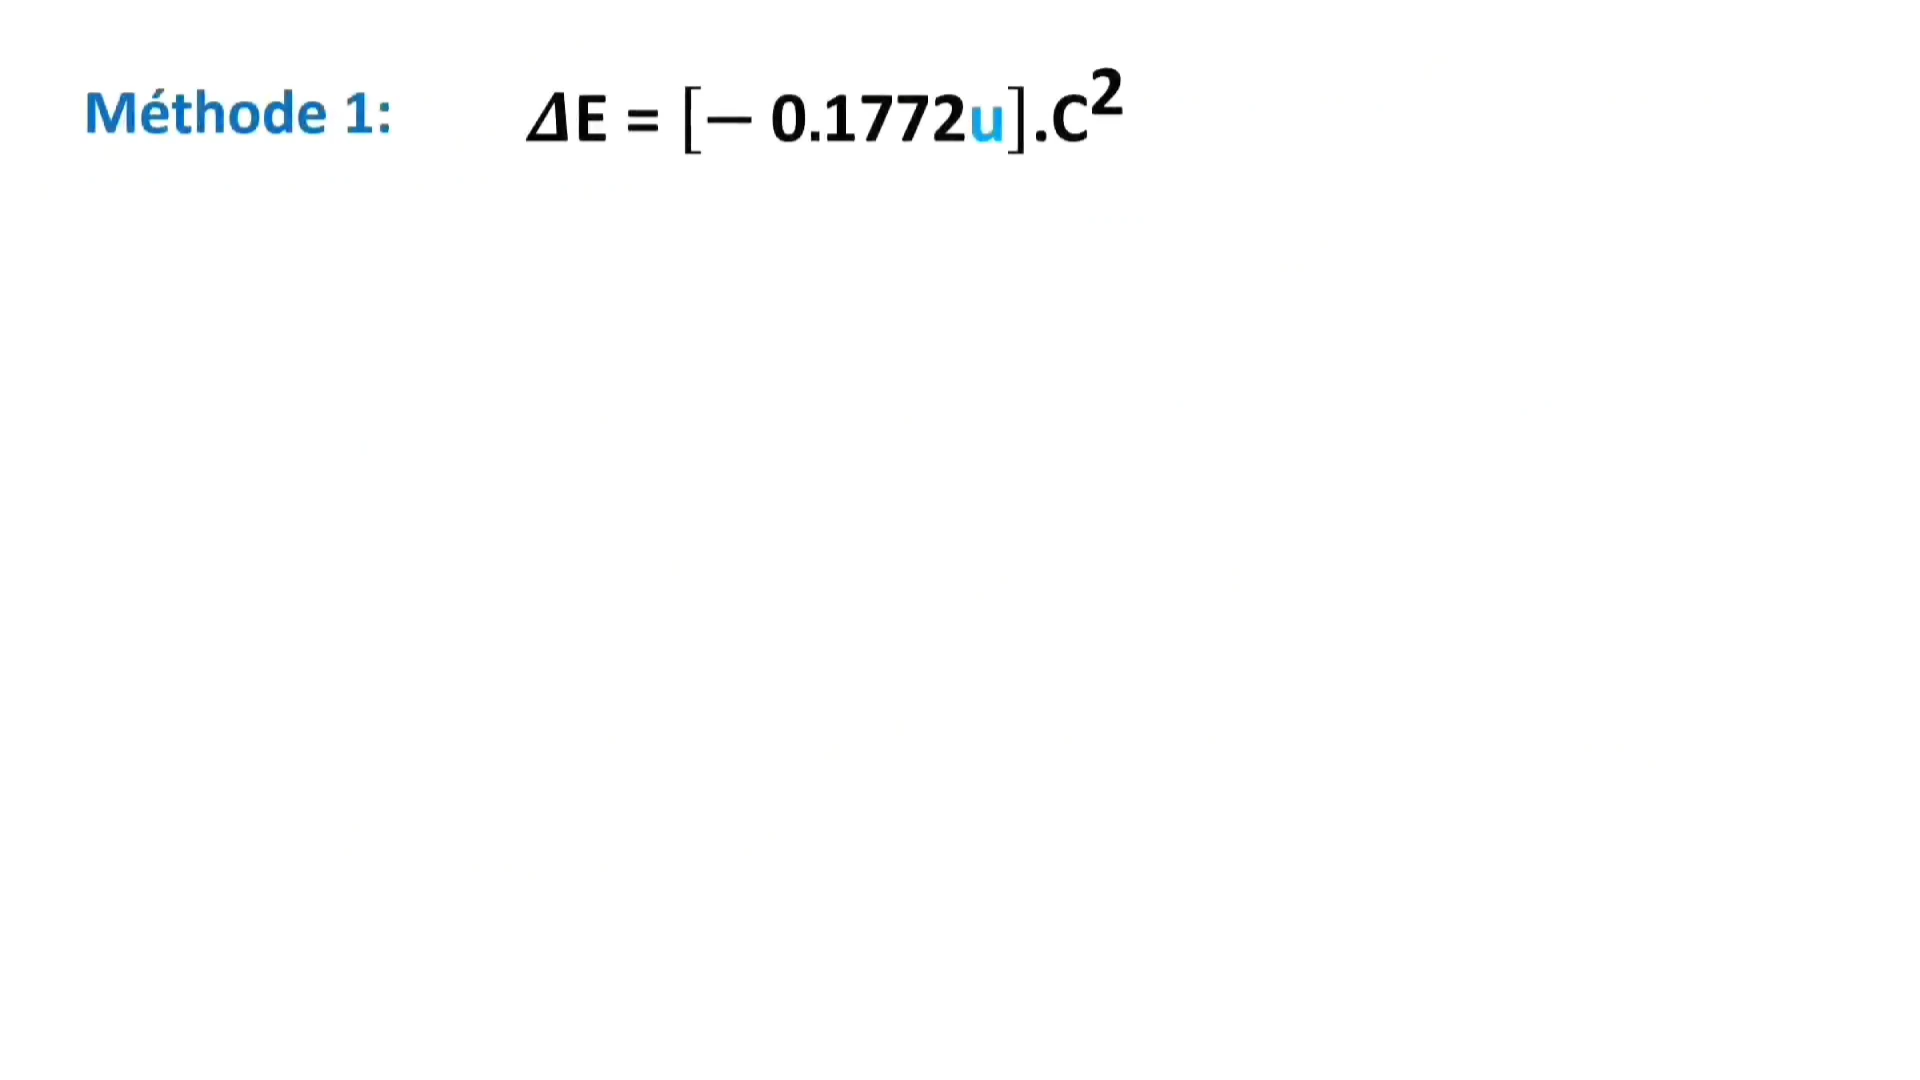 Méthode 1: 𝛥E = [− 0.1772u].C²